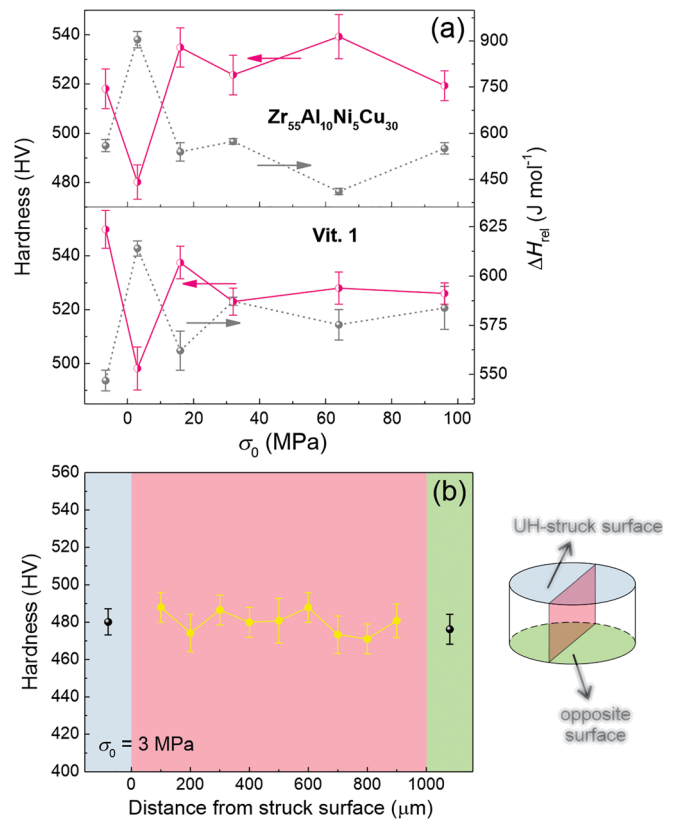 (a)
540
520
500
480
900
750
600
450
Zr₅₅Al₁₀Ni₅Cu₃₀
Hardness (HV)
ΔH_rel (J mol⁻¹)
Vit. 1
540
520
500
625
600
575
550
0 20 40 60 80 100
σ₀ (MPa)
(b)
560
540
520
500
480
460
440
420
400
Hardness (HV)
σ₀ = 3 MPa
0 200 400 600 800 1000
Distance from struck surface (μm)
UH-struck surface
opposite
surface